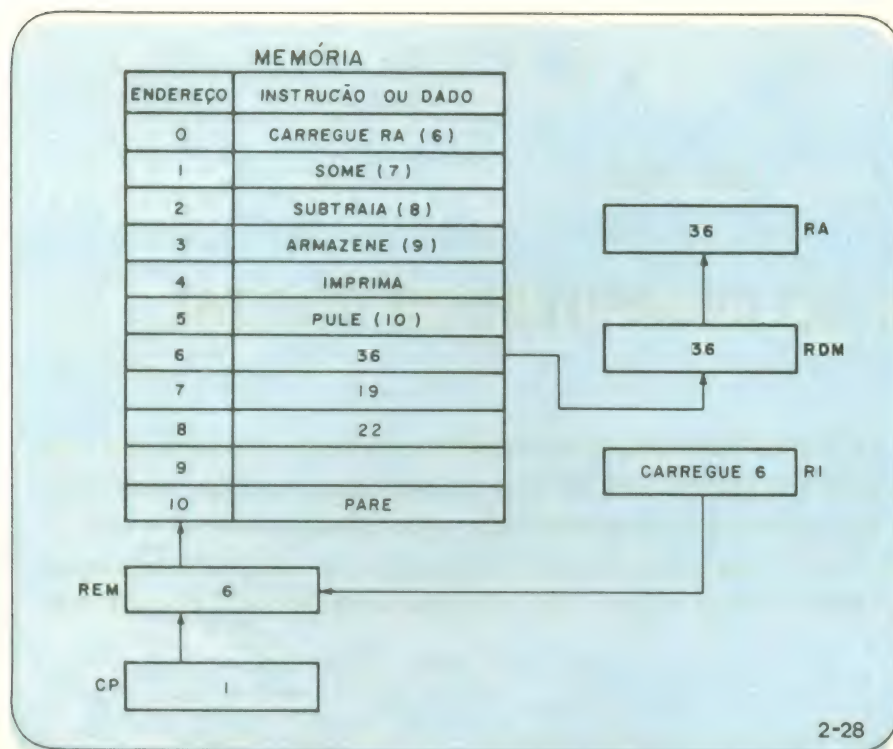 MEMÓRIA
ENDEREÇO INSTRUCÃO OU DADO
0 CARREGUE RA (6)
1 SOME (7)
2 SUBTRAIA (8)
3 ARMAZENE (9)
4 IMPRIMA
5 PULE (10)
6 36
7 19
8 22
9
10 PARE
36 RA
36 RDM
CARREGUE 6 RI
REM 6
CP 1
2-28